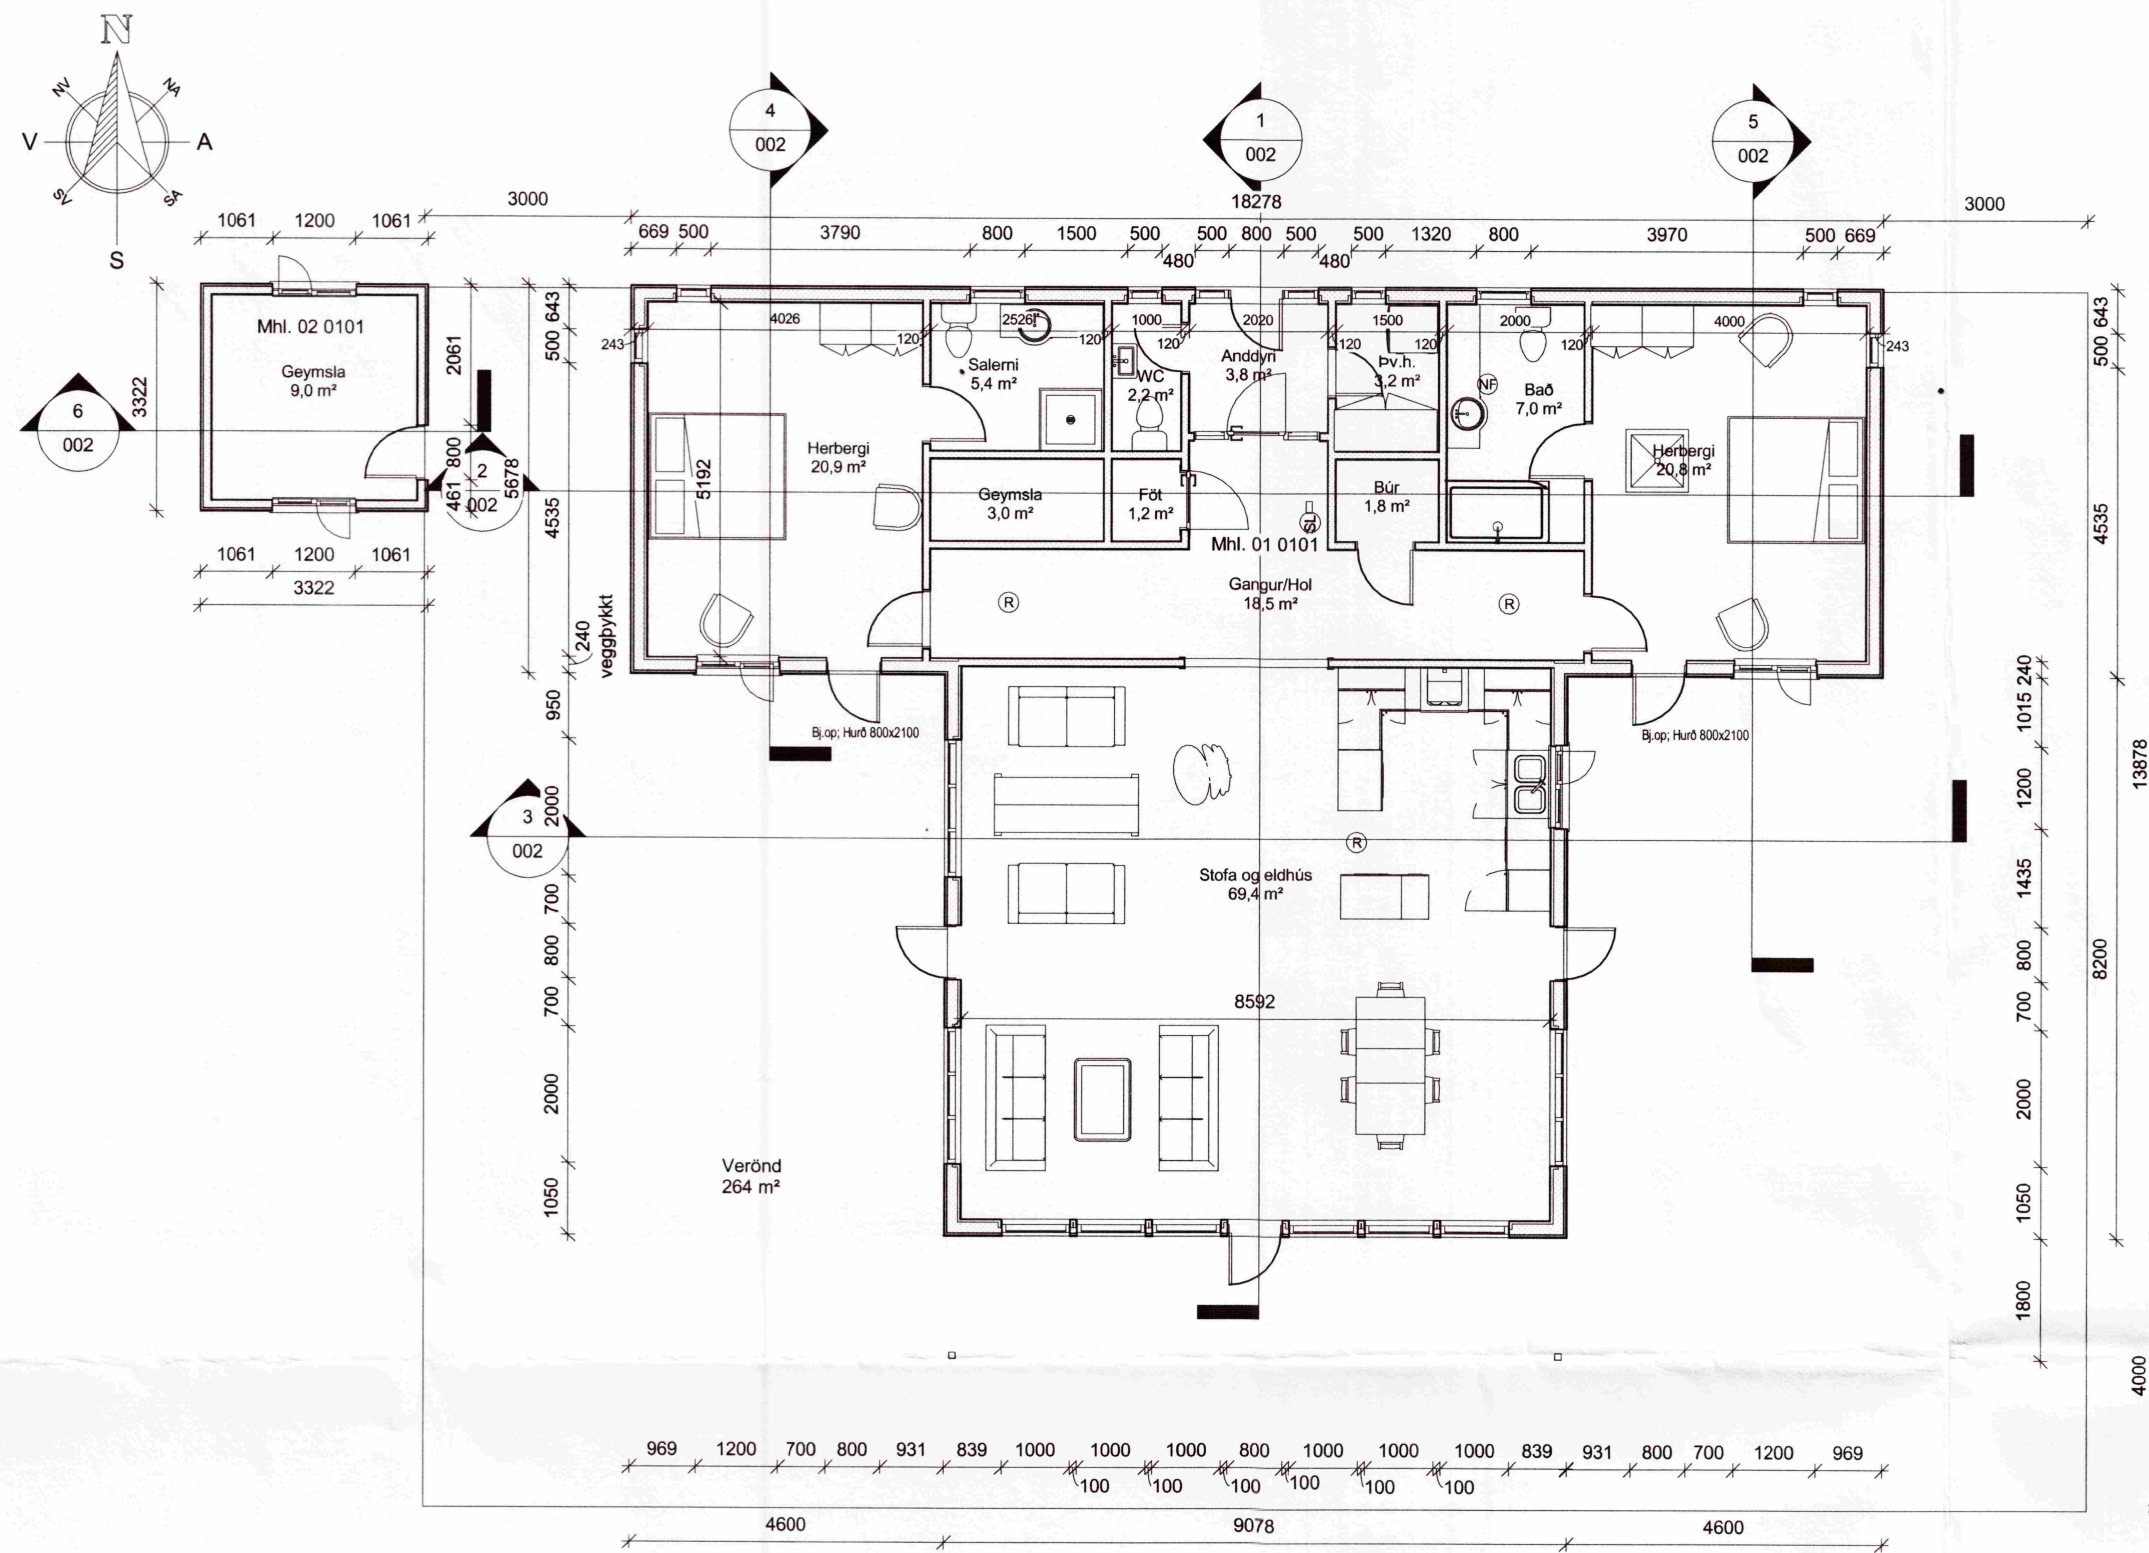 N
NV
NA
V
A
SV
SA
S
4
002
1
002
5
002
3000
18278
3000
1061 1200 1061
669 500 3790 800 1500 500 480 500 800 500 480 500 1320 800 3970 500 669
Mhl. 02 0101
Geymsla
9,0 m²
3322
2061
800
461
5678
643
500
4535
240
veggþykkt
6
002
2
002
1061 1200 1061
3322
243
4026
120
2526
120
1000
120
2020
120
1500
120
2000
120
4000
243
643
500
4535
Salerni
5,4 m²
WC
2,2 m²
Anddyri
3,8 m²
Þv.h.
3,2 m²
NF
Bað
7,0 m²
Herbergi
20,9 m²
5192
Herbergi
20,8 m²
Geymsla
3,0 m²
Föt
1,2 m²
SL
Búr
1,8 m²
Mhl. 01 0101
Gangur/Hol
18,5 m²
R
R
Bj.op; Hurð 800x2100
Bj.op; Hurð 800x2100
3
002
950
2000
700
800
700
2000
1050
R
Stofa og eldhús
69,4 m²
8592
Verönd
264 m²
240
1015
1200
1435
800
700
2000
1050
1800
13878
8200
4000
969 1200 700 800 931 839 1000 1000 1000 800 1000 1000 1000 839 931 800 700 1200 969
100 100 100 100 100 100
4600 9078 4600